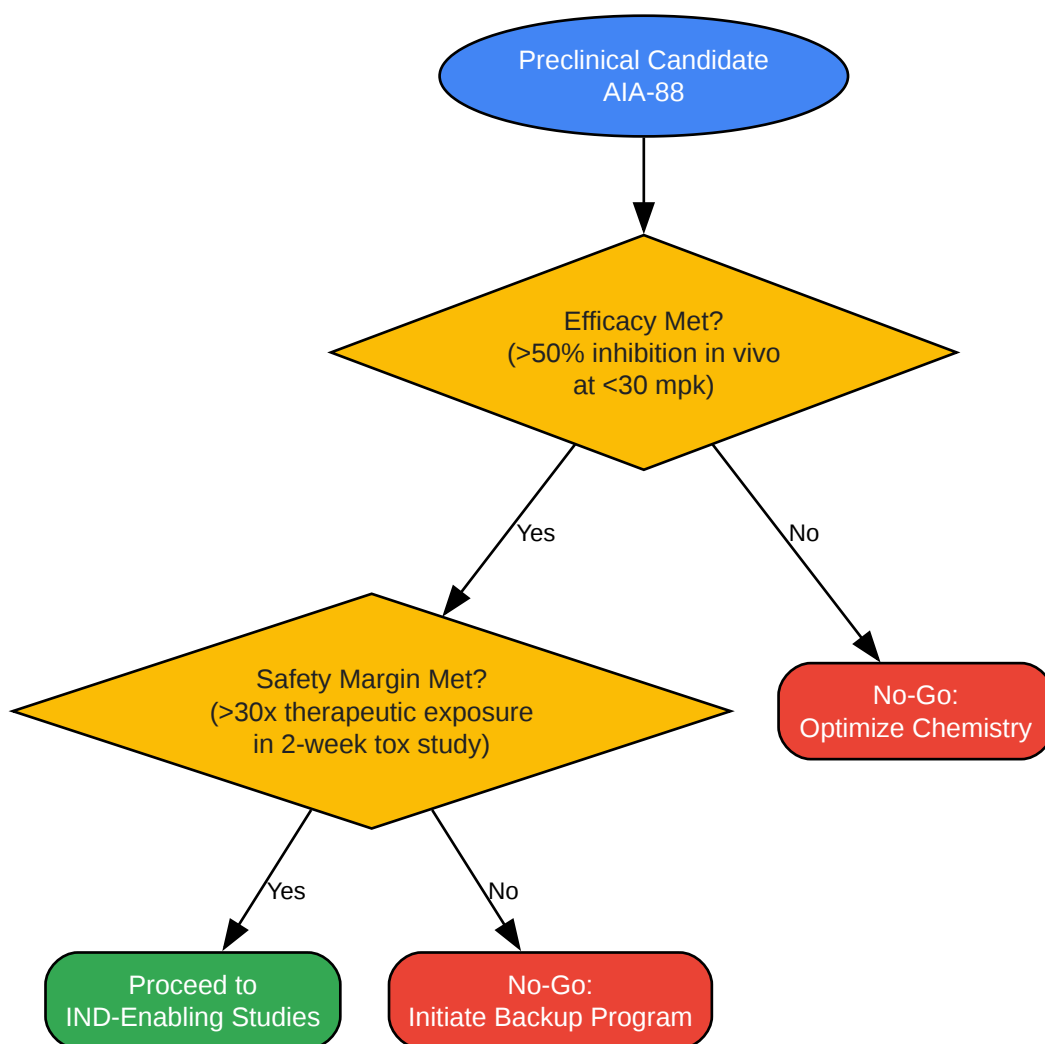 Preclinical Candidate
AIA-88
Efficacy Met?
(>50% inhibition in vivo
at <30 mpk)
Yes
No
Safety Margin Met?
(>30x therapeutic exposure
in 2-week tox study)
No-Go:
Optimize Chemistry
Yes
No
Proceed to
IND-Enabling Studies
No-Go:
Initiate Backup Program